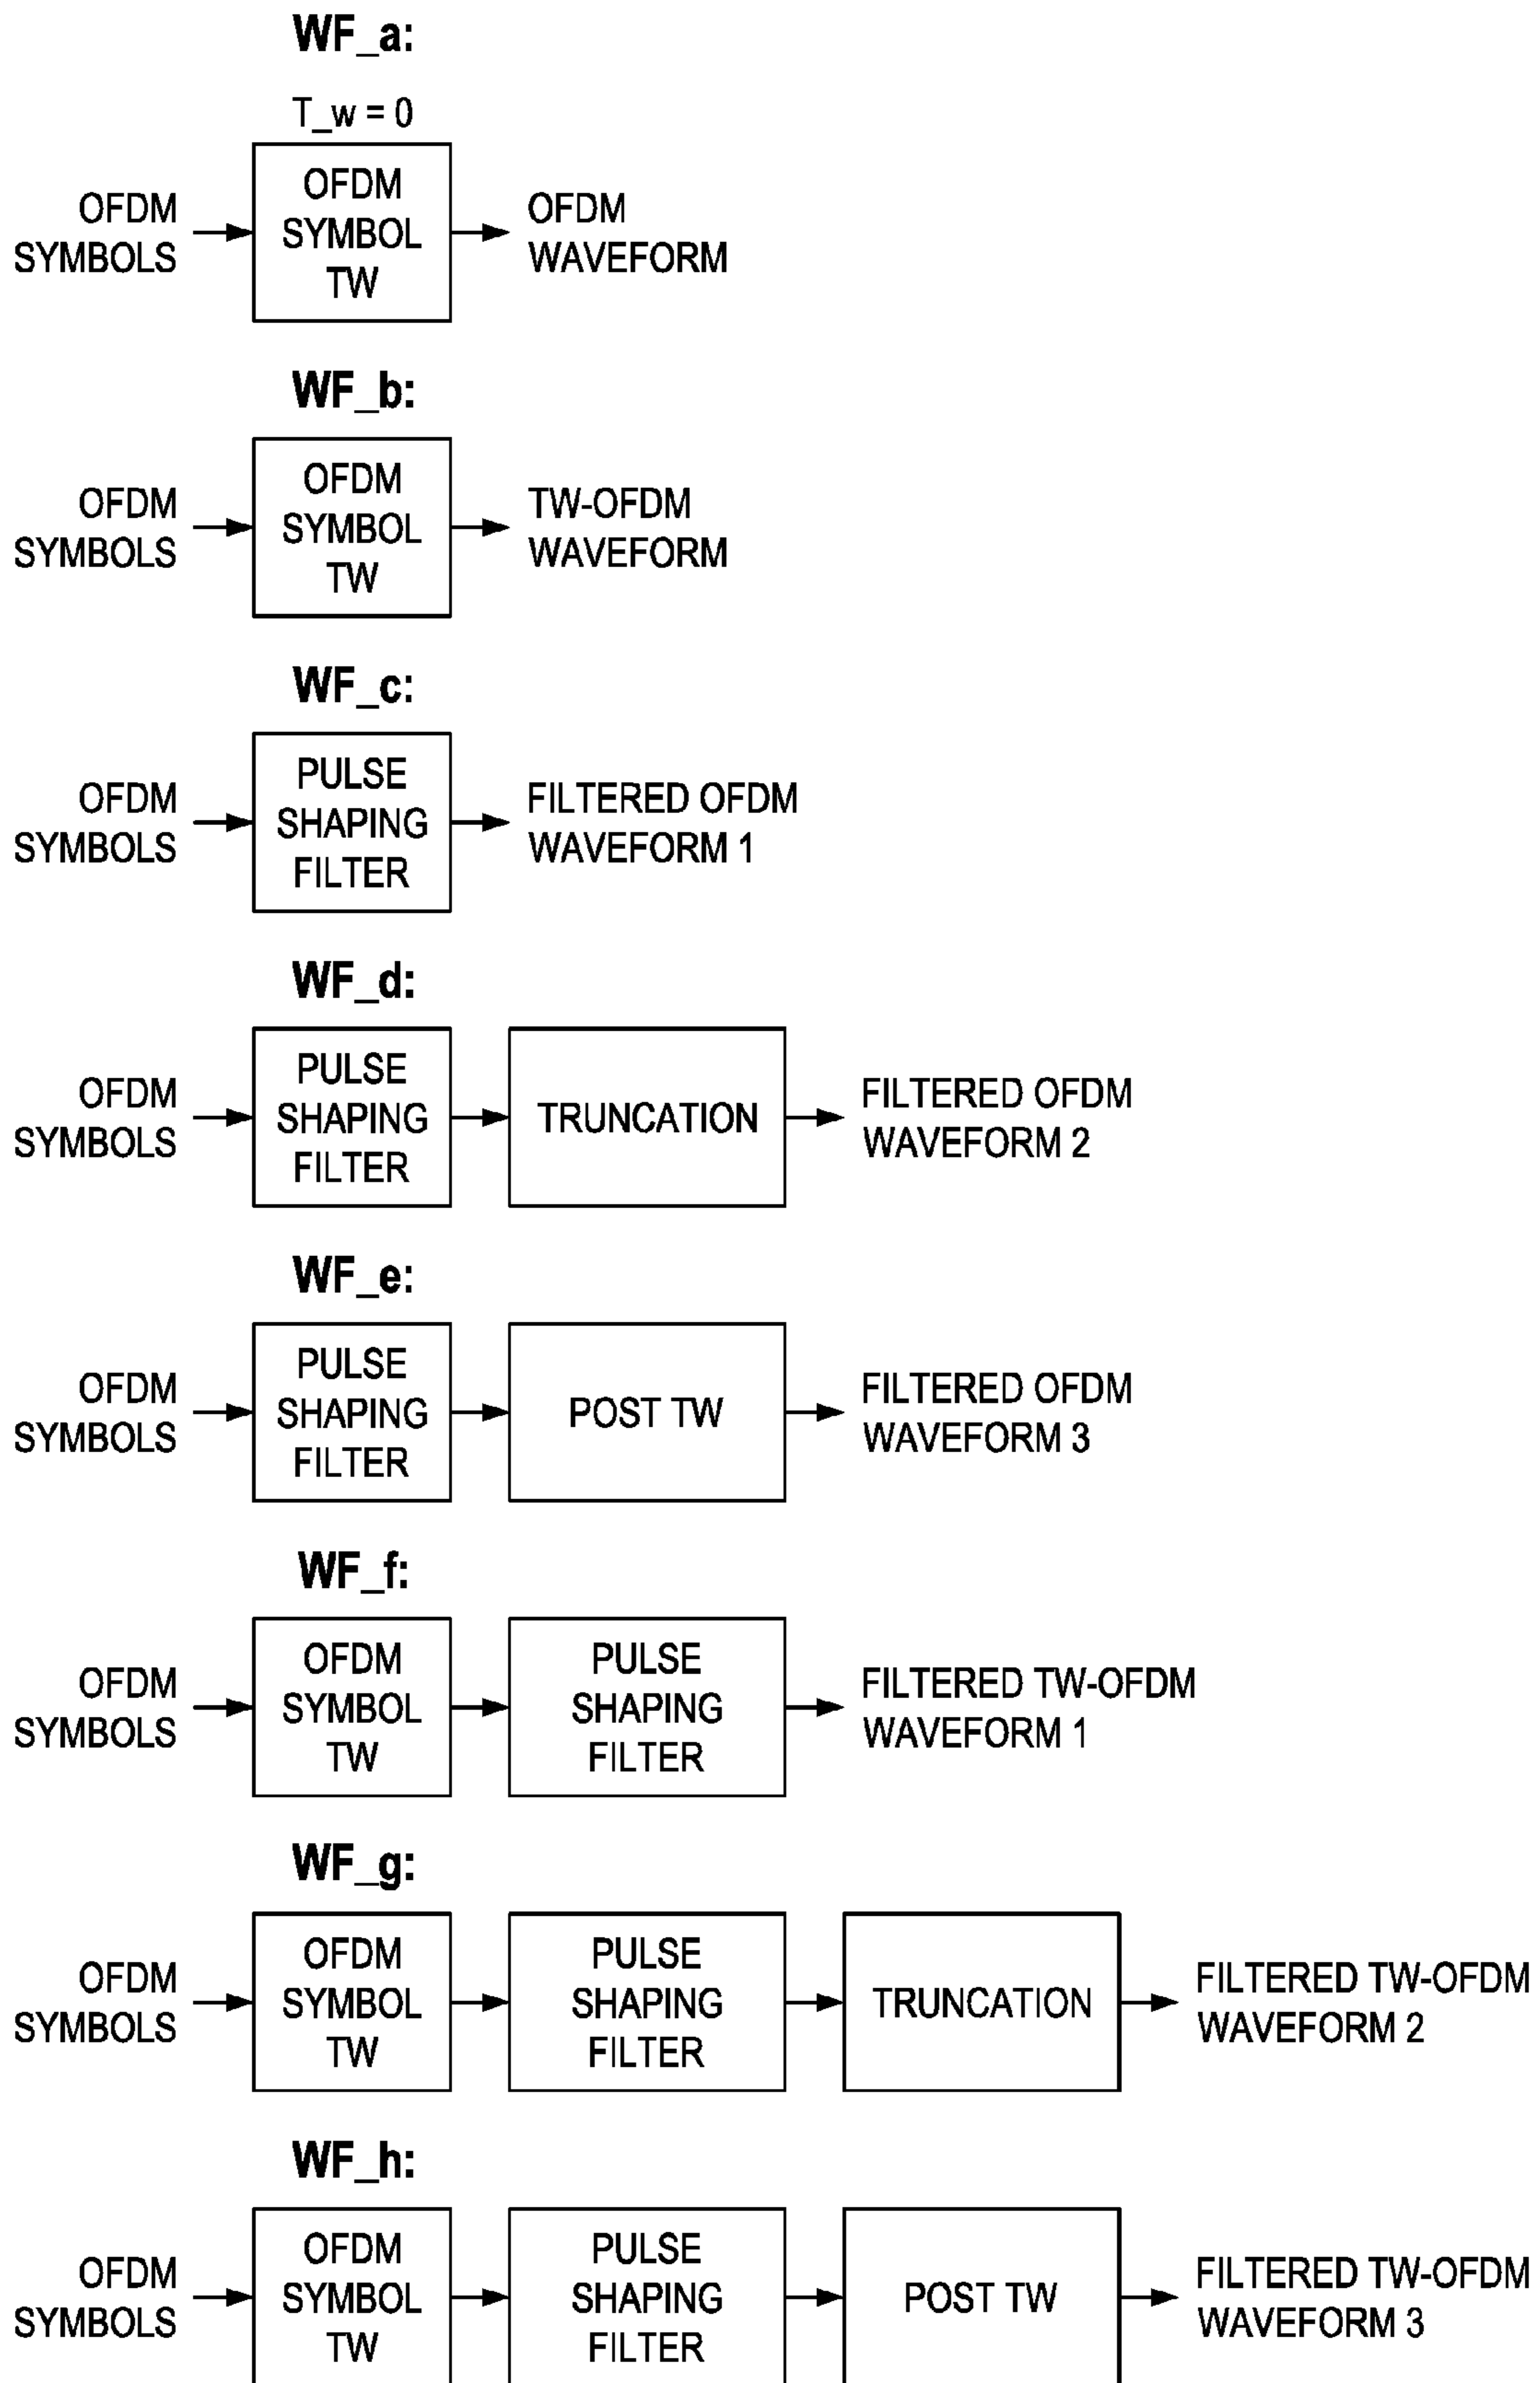 WF_a:
T_w = 0
OFDM
SYMBOLS
OFDM
SYMBOL
TW
OFDM
WAVEFORM
WF_b:
OFDM
SYMBOLS
OFDM
SYMBOL
TW
TW-OFDM
WAVEFORM
WF_c:
OFDM
SYMBOLS
PULSE
SHAPING
FILTER
FILTERED OFDM
WAVEFORM 1
WF_d:
OFDM
SYMBOLS
PULSE
SHAPING
FILTER
TRUNCATION
FILTERED OFDM
WAVEFORM 2
WF_e:
OFDM
SYMBOLS
PULSE
SHAPING
FILTER
POST TW
FILTERED OFDM
WAVEFORM 3
WF_f:
OFDM
SYMBOLS
OFDM
SYMBOL
TW
PULSE
SHAPING
FILTER
FILTERED TW-OFDM
WAVEFORM 1
WF_g:
OFDM
SYMBOLS
OFDM
SYMBOL
TW
PULSE
SHAPING
FILTER
TRUNCATION
FILTERED TW-OFDM
WAVEFORM 2
WF_h:
OFDM
SYMBOLS
OFDM
SYMBOL
TW
PULSE
SHAPING
FILTER
POST TW
FILTERED TW-OFDM
WAVEFORM 3